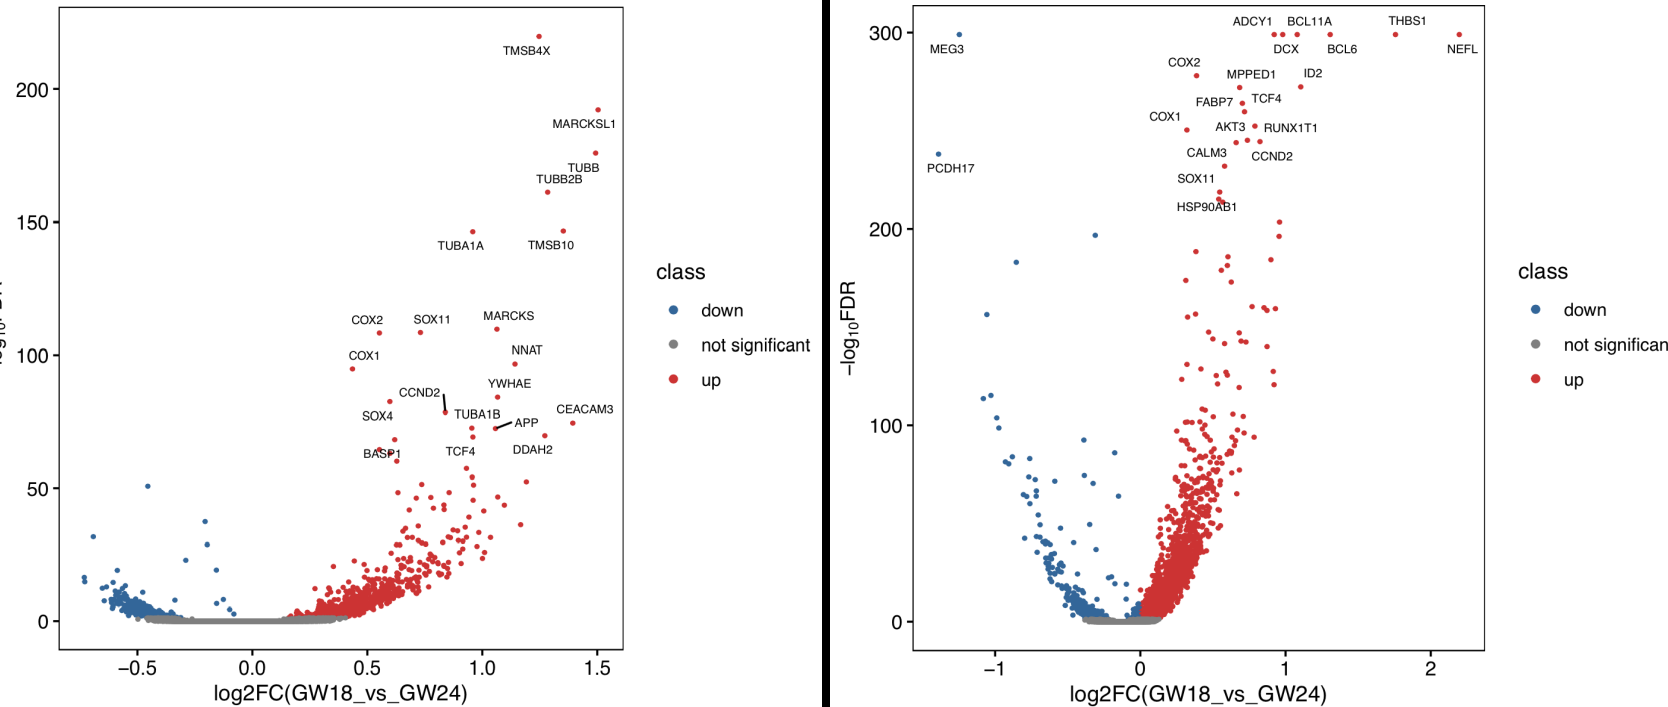 TMSB4X
200
MARCKSL1
TUBB
TUBB2B
150
TUBA1A
TMSB10
class
down
not significant
up
COX2
SOX11
MARCKS
100
COX1
NNAT
YWHAE
CCND2
SOX4
TUBA1B
APP
CEACAM3
BASP1
TCF4
DDAH2
50
0
−0.5 0.0 0.5 1.0 1.5
log2FC(GW18_vs_GW24)
ADCY1 BCL11A THBS1
300
MEG3
DCX BCL6 NEFL
COX2
MPPED1 ID2
FABP7 TCF4
COX1
AKT3 RUNX1T1
CALM3 CCND2
PCDH17
SOX11
HSP90AB1
200
class
down
not significan
up
−log10FDR
100
0
−1 0 1 2
log2FC(GW18_vs_GW24)